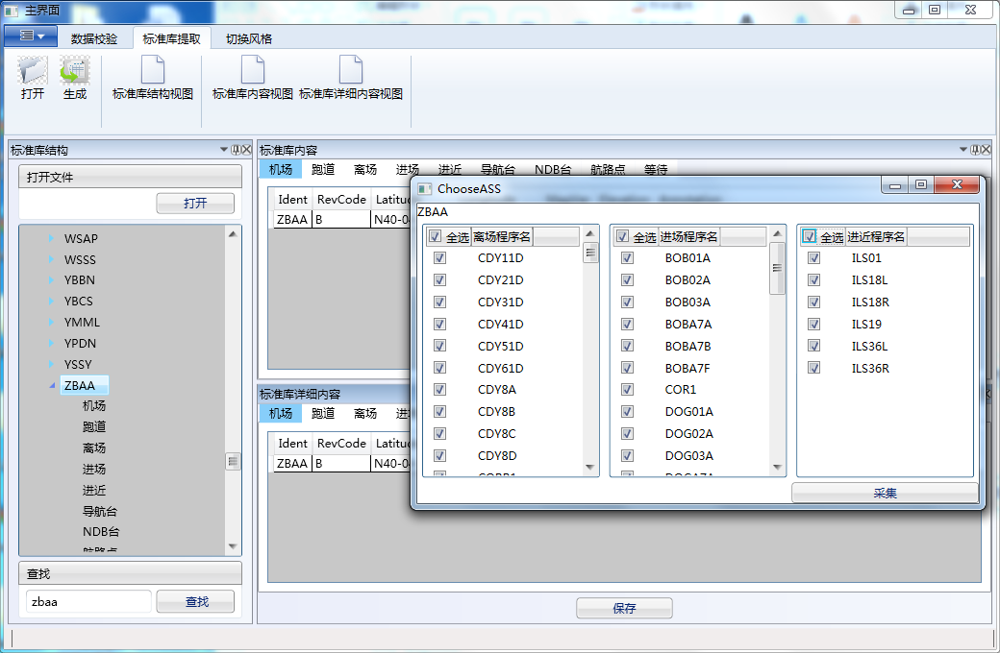 主界面
数据校验 标准库提取 切换风格
打开 生成 标准库结构视图 标准库内容视图 标准库详细内容视图
标准库结构
打开文件
打开
WSAP
WSSS
YBBN
YBCS
YMML
YPDN
YSSY
ZBAA
机场
跑道
离场
进场
进近
导航台
NDB台
航路点
查找
zbaa 查找
标准库内容
机场 跑道 离场 进场 进近 导航台 NDB台 航路点 等待
Ident RevCode Latitud
ZBAA B N40-0
标准库详细内容
机场 跑道 离场 进
Ident RevCode Latitud
ZBAA B N40-0
保存
ChooseASS
ZBAA
全选 离场程序名
CDY11D
CDY21D
CDY31D
CDY41D
CDY51D
CDY61D
CDY8A
CDY8B
CDY8C
CDY8D
全选 进场程序名
BOB01A
BOB02A
BOB03A
BOBA7A
BOBA7B
BOBA7F
COR1
DOG01A
DOG02A
DOG03A
全选 进近程序名
ILS01
ILS18L
ILS18R
ILS19
ILS36L
ILS36R
采集